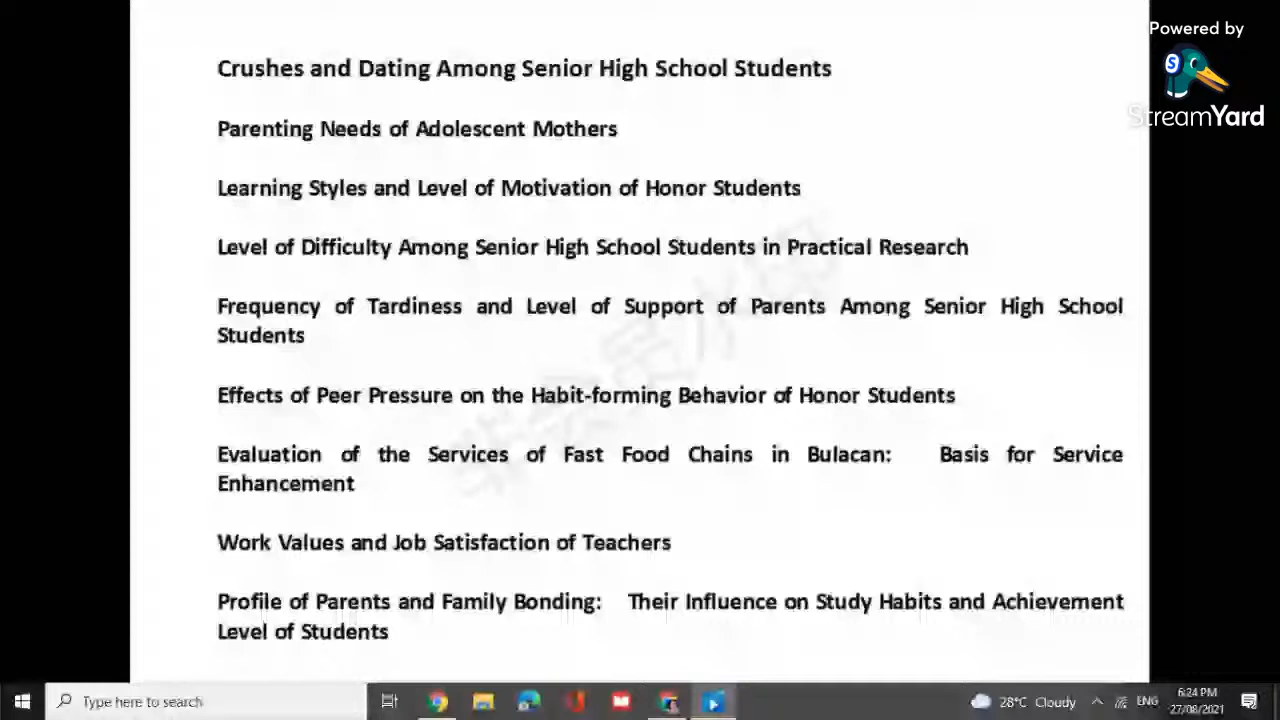 Powered by
S
StreamYard
Crushes and Dating Among Senior High School Students
Parenting Needs of Adolescent Mothers
Learning Styles and Level of Motivation of Honor Students
Level of Difficulty Among Senior High School Students in Practical Research
Frequency of Tardiness and Level of Support of Parents Among Senior High School
Students
Effects of Peer Pressure on the Habit-forming Behavior of Honor Students
Evaluation of the Services of Fast Food Chains in Bulacan: Basis for Service
Enhancement
Work Values and Job Satisfaction of Teachers
Profile of Parents and Family Bonding: Their Influence on Study Habits and Achievement
Level of Students
非会员水印
Type here to search
28°C Cloudy
ENG
6:24 PM
27/08/2021